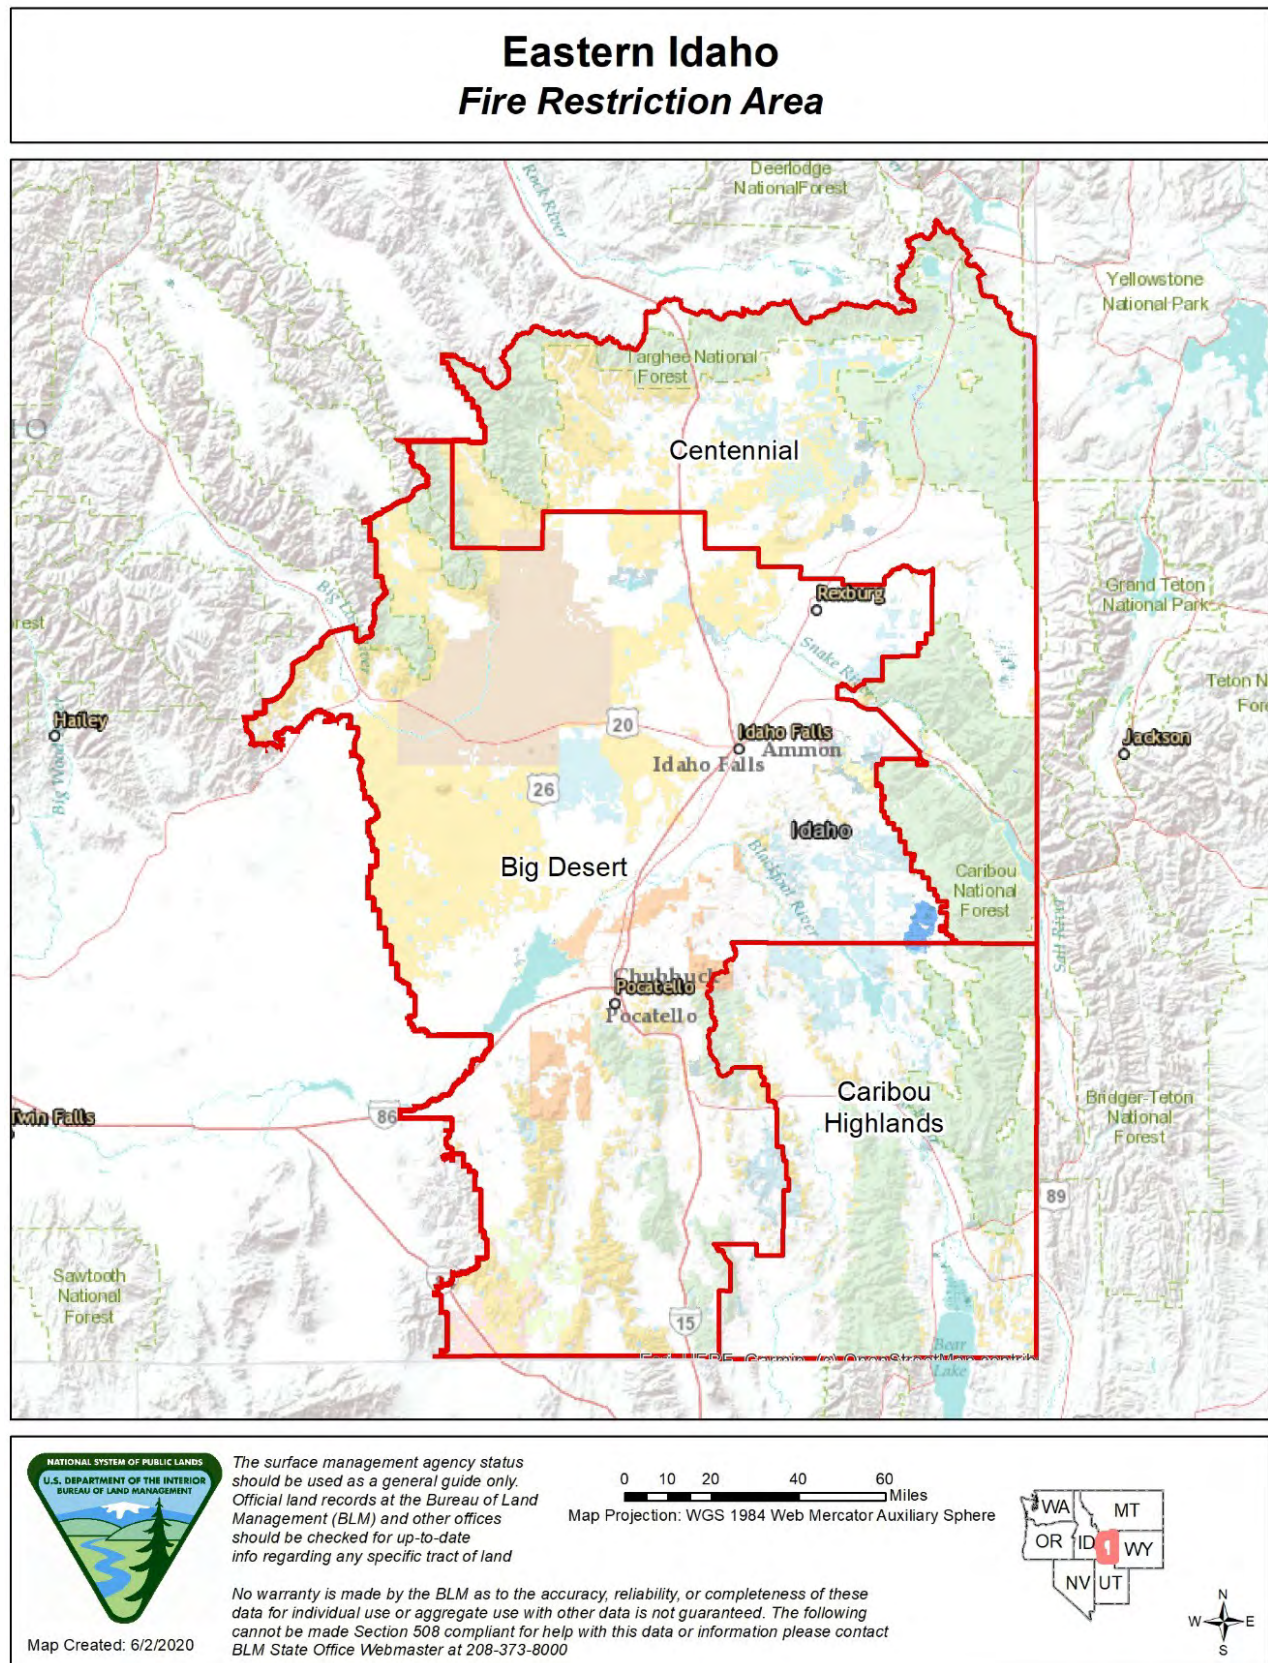 Eastern Idaho
Fire Restriction Area
Deerlodge
NationalForest
Rock River
Yellowstone
National Park
Targhee National
Forest
Centennial
Grand Teton
National Park
Rexburg
Snake River
Teton N
Hailey
20
Idaho Falls
Ammon
Idaho Falls
Jackson
26
Idaho
Big Desert
Blackfoot River
Caribou
National
Forest
Salt River
Chubbuck
Pocatello
Pocatello
Caribou
Highlands
Bridger-Teton
National
Forest
Twin Falls
86
89
Sawtooth
National
Forest
15
Bear
Lake
NATIONAL SYSTEM OF PUBLIC LANDS
U.S. DEPARTMENT OF THE INTERIOR
BUREAU OF LAND MANAGEMENT
Map Created: 6/2/2020
The surface management agency status
should be used as a general guide only.
Official land records at the Bureau of Land
Management (BLM) and other offices
should be checked for up-to-date
info regarding any specific tract of land
No warranty is made by the BLM as to the accuracy, reliability, or completeness of these
data for individual use or aggregate use with other data is not guaranteed. The following
cannot be made Section 508 compliant for help with this data or information please contact
BLM State Office Webmaster at 208-373-8000
0 10 20 40 60
Miles
Map Projection: WGS 1984 Web Mercator Auxiliary Sphere
WA
MT
OR
ID
1
WY
NV
UT
N
W E
S